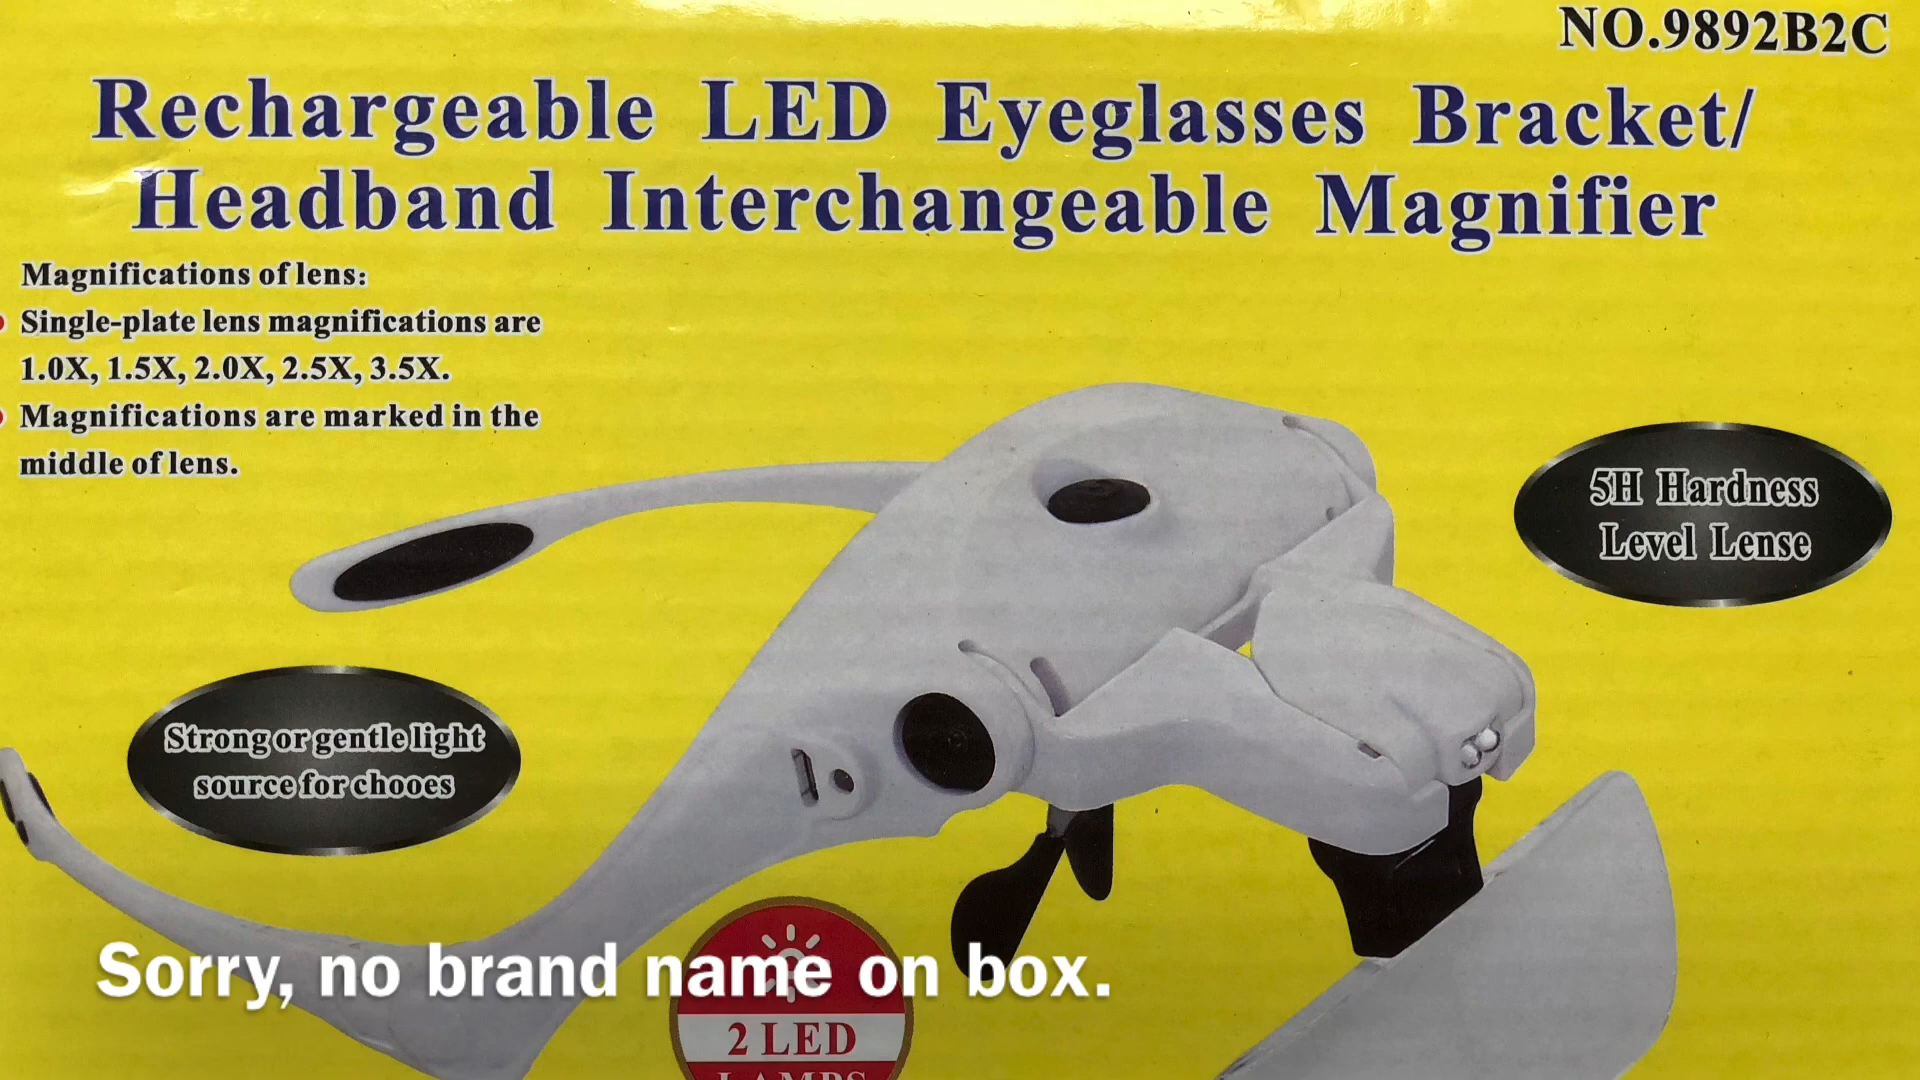 NO.9892B2C
Rechargeable LED Eyeglasses Bracket/
Headband Interchangeable Magnifier
Magnifications of lens:
Single-plate lens magnifications are
1.0X, 1.5X, 2.0X, 2.5X, 3.5X.
Magnifications are marked in the
middle of lens.
5H Hardness
Level Lense
Strong or gentle light
source for chooes
Sorry, no brand name on box.
2 LED
LAMPS